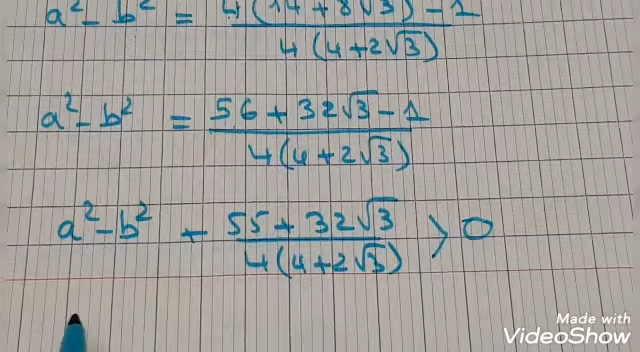 a² - b² = 4(14 + 8√3) - 1 / 4(4 + 2√3)
a² - b² = 56 + 32√3 - 1 / 4(4 + 2√3)
a² - b² + 55 + 32√3 / 4(4 + 2√3) > 0
Made with
VideoShow